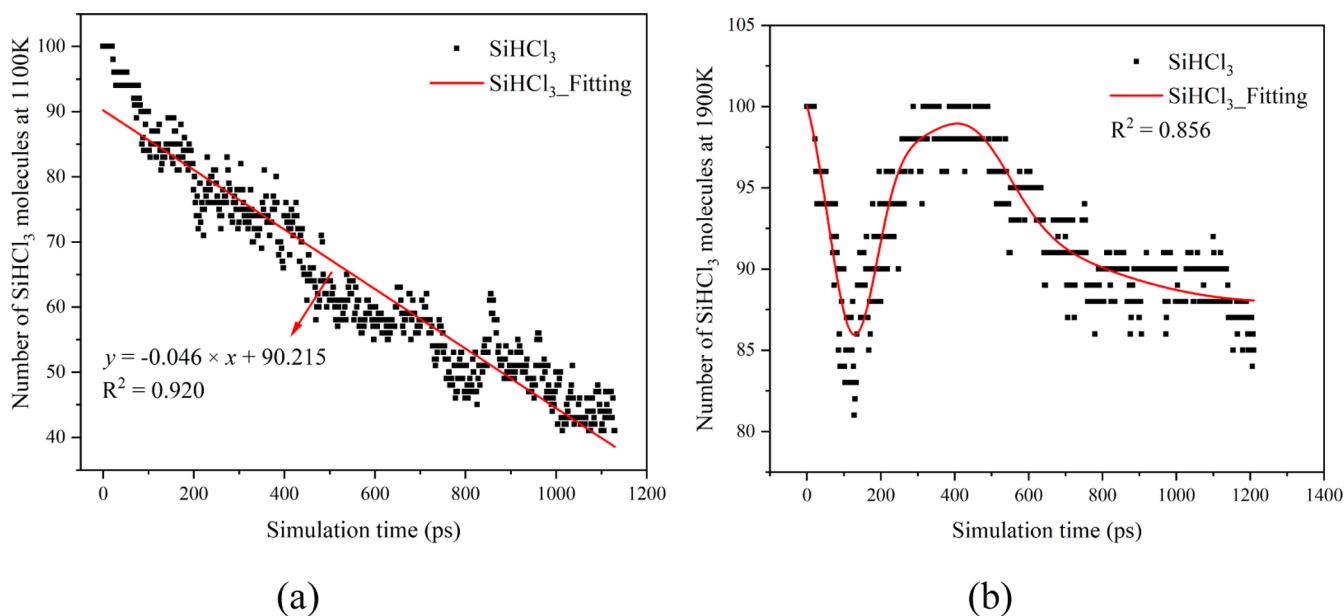 Number of SiHCl₃ molecules at 1100K
100
90
80
70
60
50
40
SiHCl₃
SiHCl₃_Fitting
y = -0.046 × x + 90.215
R² = 0.920
0 200 400 600 800 1000 1200
Simulation time (ps)
(a)
Number of SiHCl₃ molecules at 1900K
105
100
95
90
85
80
SiHCl₃
SiHCl₃_Fitting
R² = 0.856
0 200 400 600 800 1000 1200 1400
Simulation time (ps)
(b)